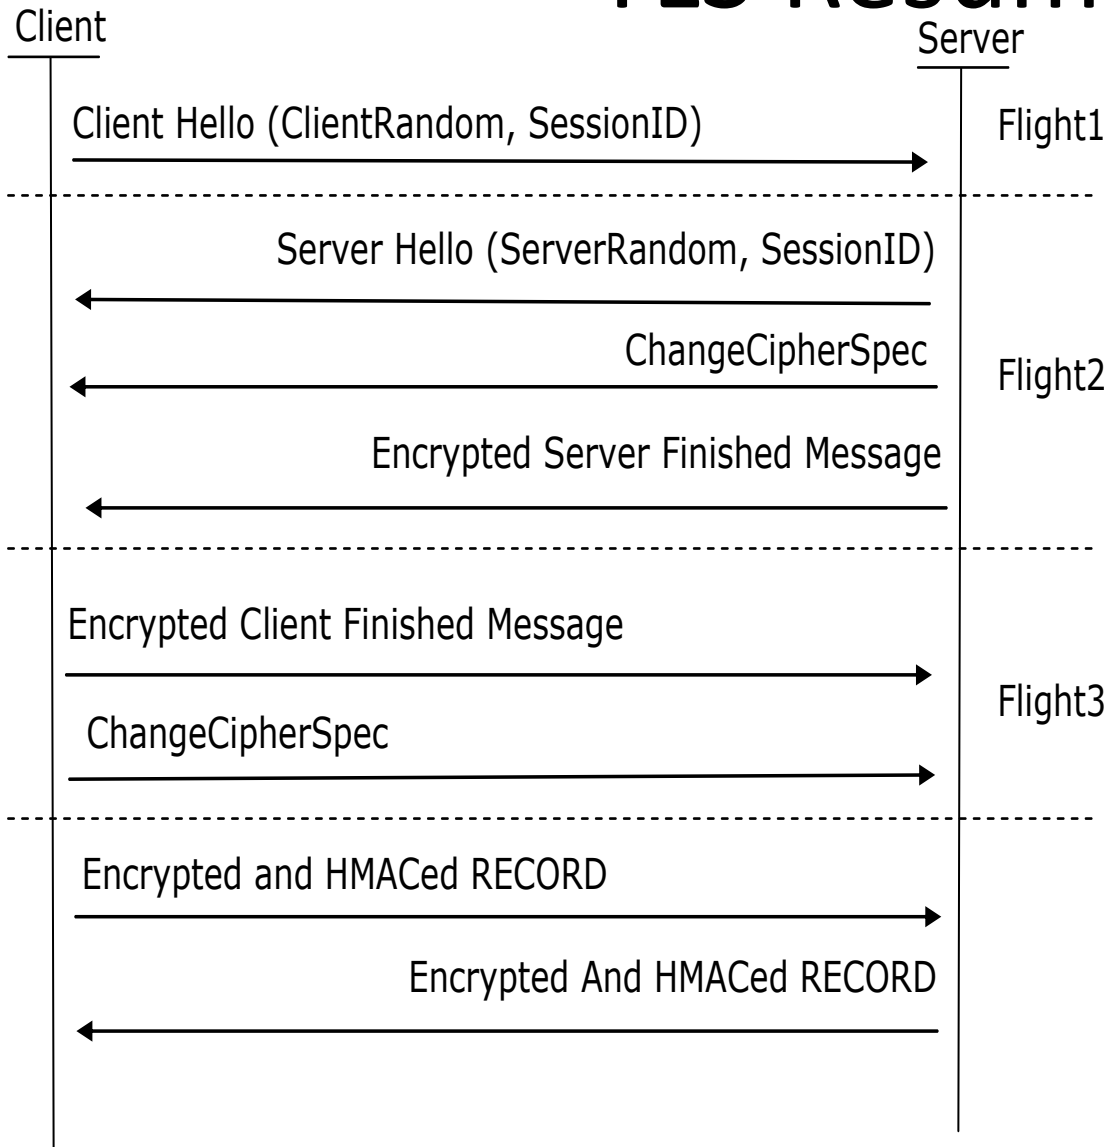 Client
Server
Client Hello (ClientRandom, SessionID)
Flight1
Server Hello (ServerRandom, SessionID)
ChangeCipherSpec
Flight2
Encrypted Server Finished Message
Encrypted Client Finished Message
Flight3
ChangeCipherSpec
Encrypted and HMACed RECORD
Encrypted And HMACed RECORD